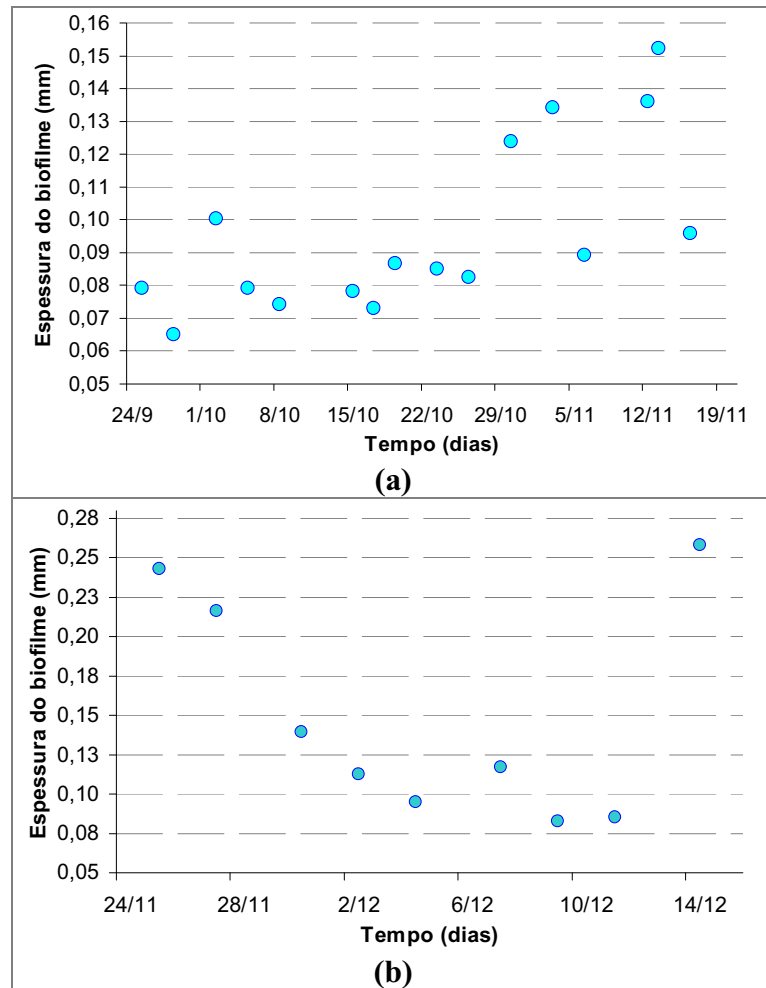 0,16
0,15
0,14
0,13
0,12
0,11
0,10
0,09
0,08
0,07
0,06
0,05
Espessura do biofilme (mm)
24/9 1/10 8/10 15/10 22/10 29/10 5/11 12/11 19/11
Tempo (dias)
(a)
0,28
0,25
0,23
0,20
0,18
0,15
0,13
0,10
0,08
0,05
Espessura do biofilme (mm)
24/11 28/11 2/12 6/12 10/12 14/12
Tempo (dias)
(b)